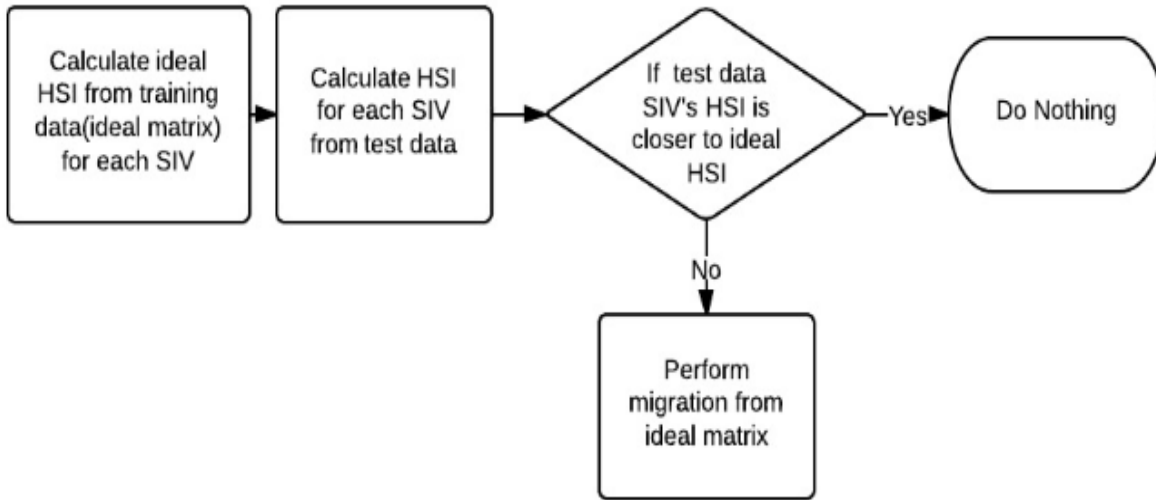 Calculate ideal
HSI from training
data(ideal matrix)
for each SIV
Calculate HSI
for each SIV
from test data
If test data
SIV's HSI is
closer to ideal
HSI
Yes
Do Nothing
No
Perform
migration from
ideal matrix